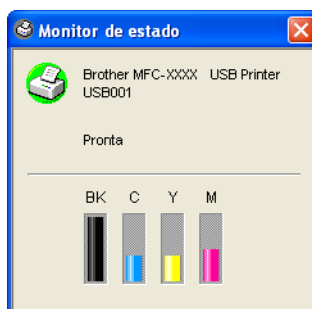 Monitor de estado
Brother MFC-XXXX USB Printer
USB001
Pronta
BK C Y M